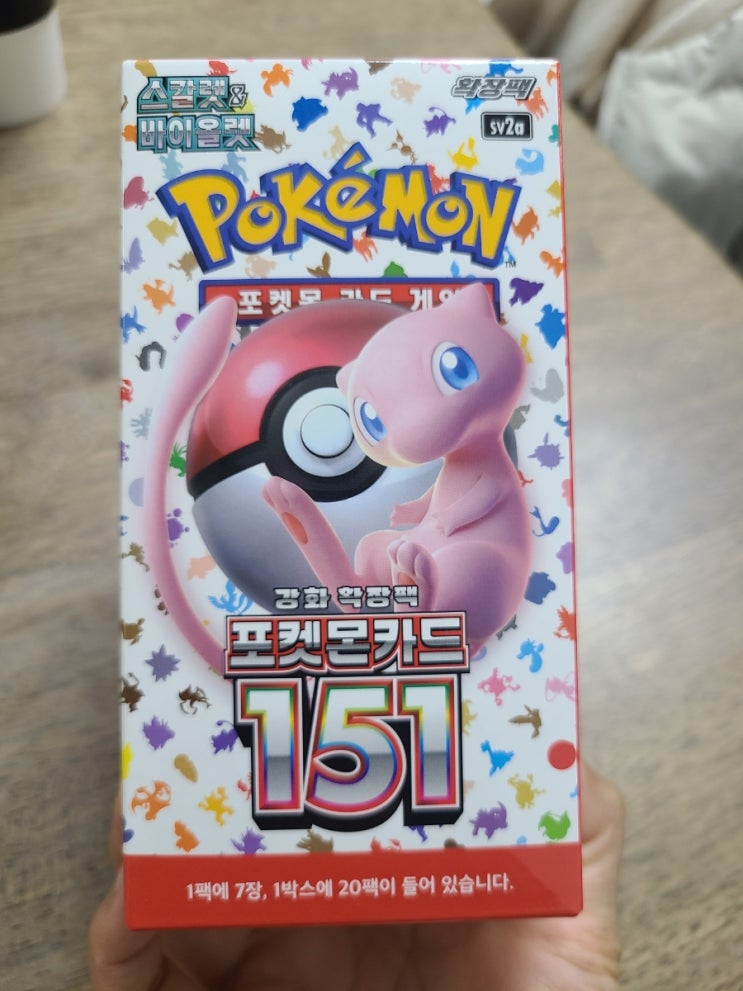 스칼렛&
바이올렛
확장팩
sv2a
POKéMON
TM
포켓몬 카드 게임
강화 확장팩
포켓몬카드
151
1팩에 7장, 1박스에 20팩이 들어 있습니다.